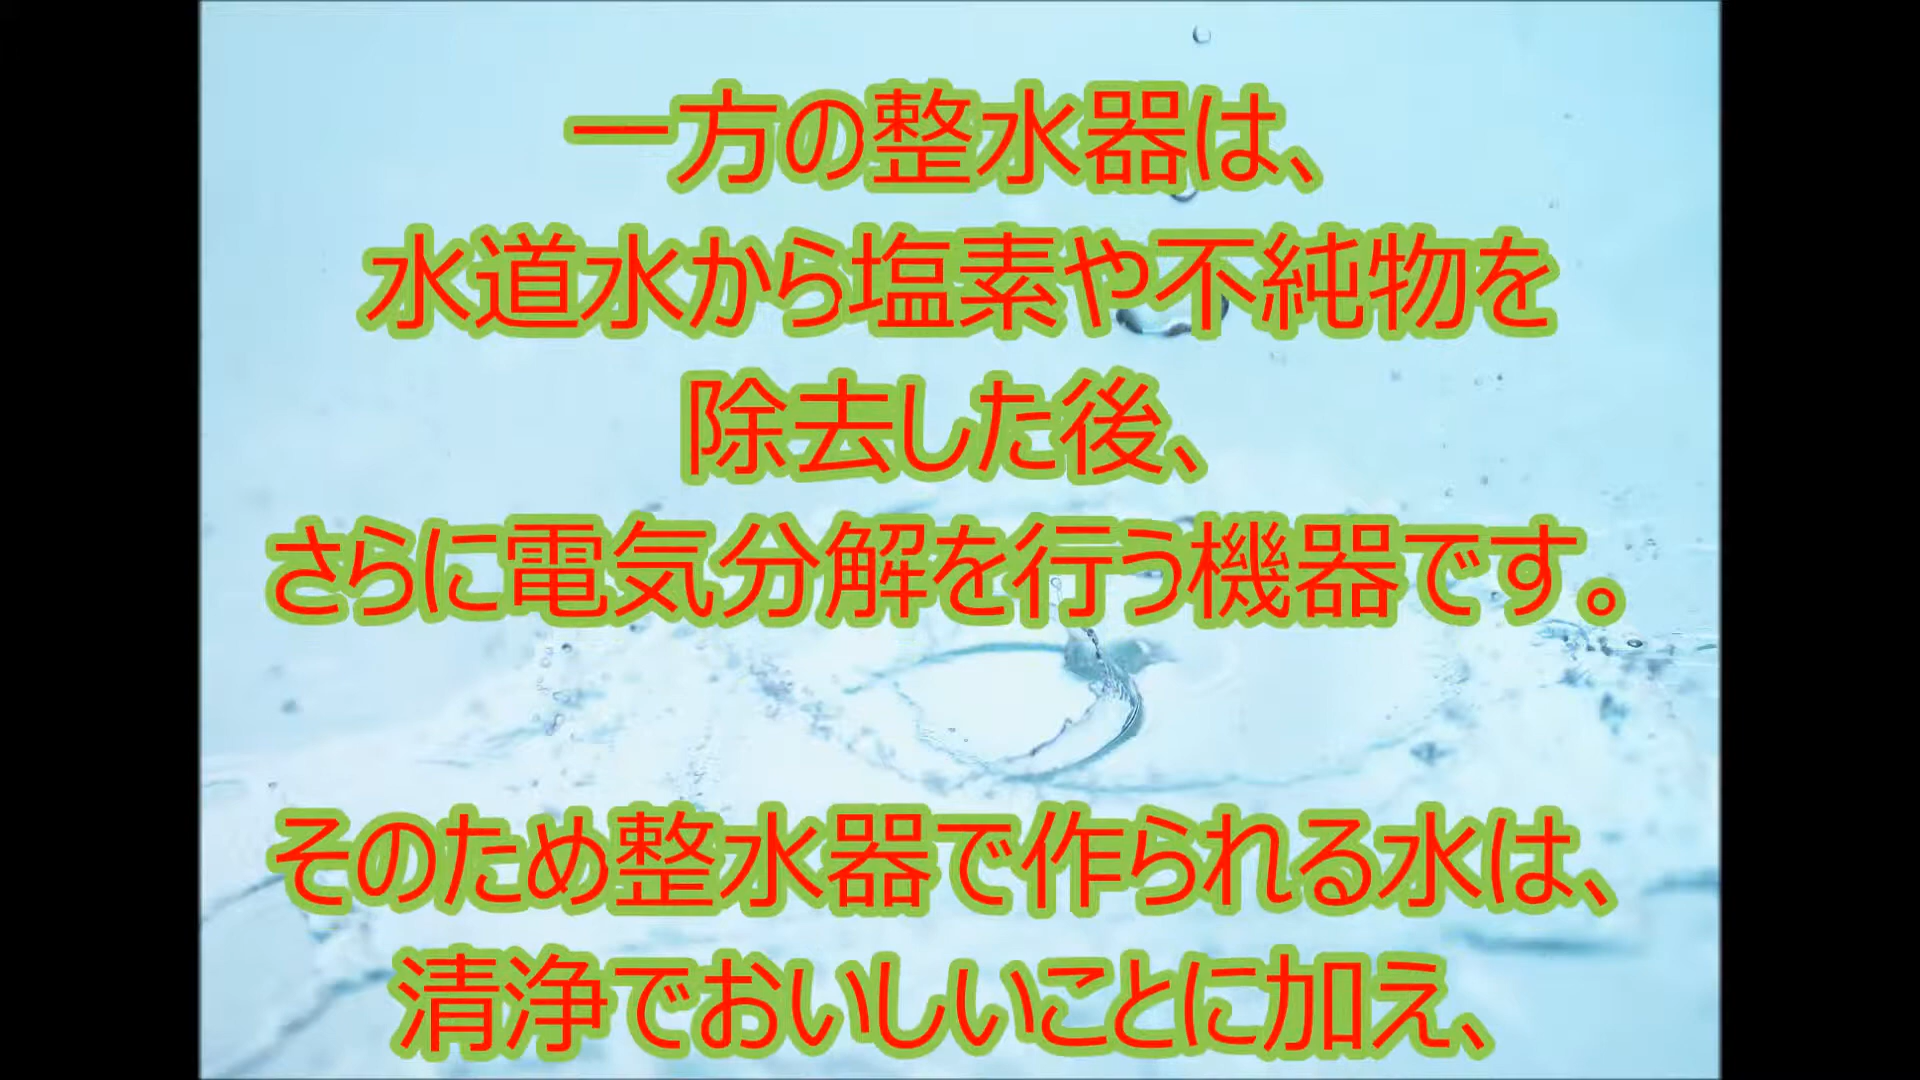 一方の整水器は、
水道水から塩素や不純物を
除去した後、
さらに電気分解を行う機器です。
そのため整水器で作られる水は、
清浄でおいしいことに加え、